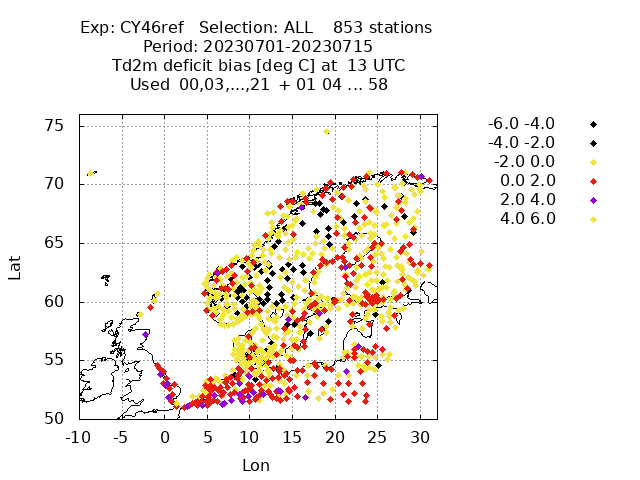 Exp: CY46ref   Selection: ALL    853 stations
Period: 20230701-20230715
Td2m deficit bias [deg C] at  13 UTC
Used  00,03,...,21  + 01 04 ... 58
-6.0 -4.0
-4.0 -2.0
-2.0 0.0
0.0 2.0
2.0 4.0
4.0 6.0
75
70
65
60
55
50
Lat
-10 -5 0 5 10 15 20 25 30
Lon